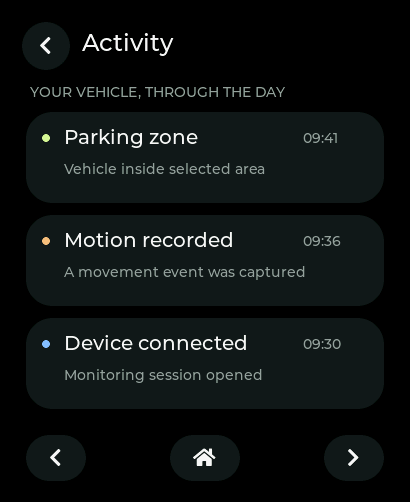 Activity
YOUR VEHICLE, THROUGH THE DAY
Parking zone 09:41
Vehicle inside selected area
Motion recorded 09:36
A movement event was captured
Device connected 09:30
Monitoring session opened